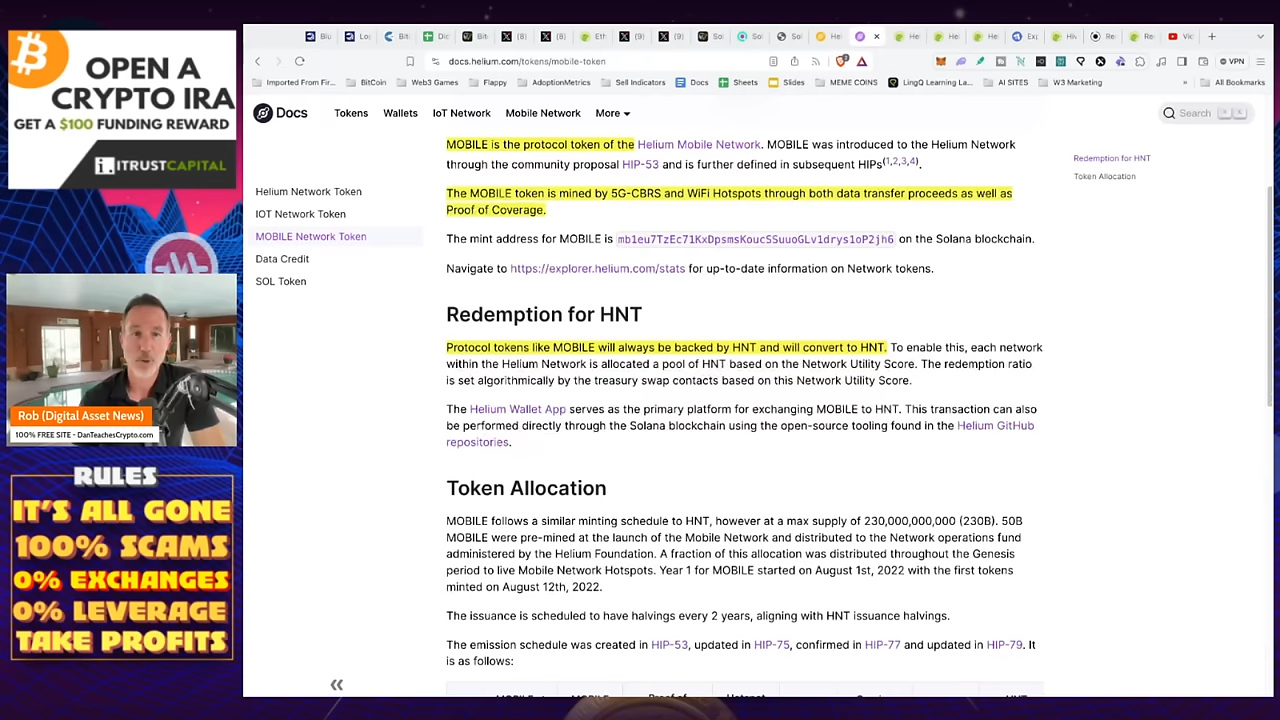 OPEN A
CRYPTO IRA
GET A $100 FUNDING REWARD
i. iTRUSTCAPITAL
Rob (Digital Asset News)
100% FREE SITE - DanTeachesCrypto.com
RULES
IT'S ALL GONE
100% SCAMS
0% EXCHANGES
0% LEVERAGE
TAKE PROFITS
docs.helium.com/tokens/mobile-token
VPN
Imported From Fir... BitCoin Web3 Games Flappy AdoptionMetrics Sell Indicators Docs Sheets Slides MEME COINS LingQ Learning La... AI SITES W3 Marketing » All Bookmarks
Docs Tokens Wallets IoT Network Mobile Network More Search
Helium Network Token
IOT Network Token
MOBILE Network Token
Data Credit
SOL Token
«
MOBILE is the protocol token of the Helium Mobile Network. MOBILE was introduced to the Helium Network
through the community proposal HIP-53 and is further defined in subsequent HIPs(1,2,3,4).
The MOBILE token is mined by 5G-CBRS and WiFi Hotspots through both data transfer proceeds as well as
Proof of Coverage.
The mint address for MOBILE is mb1eu7TzEc71KxDpsmsKoucSSuuoGLv1drys1oP2jh6 on the Solana blockchain.
Navigate to https://explorer.helium.com/stats for up-to-date information on Network tokens.
Redemption for HNT
Protocol tokens like MOBILE will always be backed by HNT and will convert to HNT. To enable this, each network
within the Helium Network is allocated a pool of HNT based on the Network Utility Score. The redemption ratio
is set algorithmically by the treasury swap contacts based on this Network Utility Score.
The Helium Wallet App serves as the primary platform for exchanging MOBILE to HNT. This transaction can also
be performed directly through the Solana blockchain using the open-source tooling found in the Helium GitHub
repositories.
Token Allocation
MOBILE follows a similar minting schedule to HNT, however at a max supply of 230,000,000,000 (230B). 50B
MOBILE were pre-mined at the launch of the Mobile Network and distributed to the Network operations fund
administered by the Helium Foundation. A fraction of this allocation was distributed throughout the Genesis
period to live Mobile Network Hotspots. Year 1 for MOBILE started on August 1st, 2022 with the first tokens
minted on August 12th, 2022.
The issuance is scheduled to have halvings every 2 years, aligning with HNT issuance halvings.
The emission schedule was created in HIP-53, updated in HIP-75, confirmed in HIP-77 and updated in HIP-79. It
is as follows:
Redemption for HNT
Token Allocation